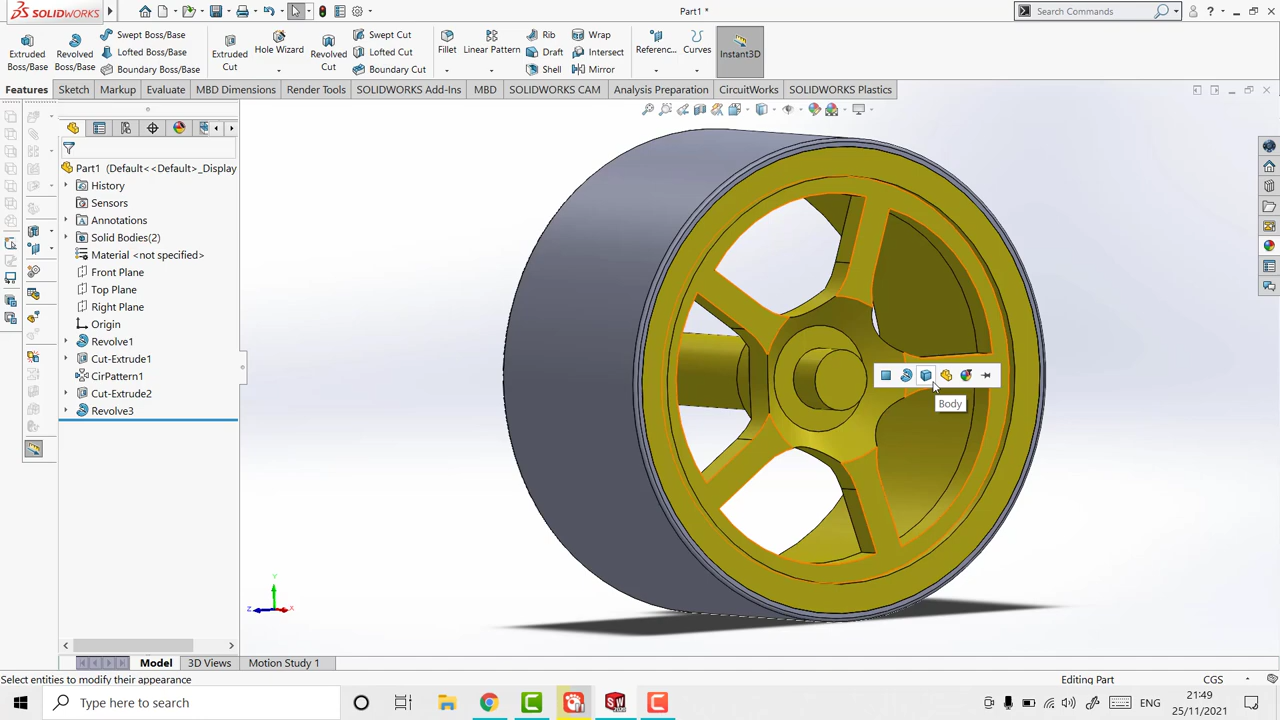 SOLIDWORKS
Part1 *
Search Commands
Extruded Boss/Base
Revolved Boss/Base
Swept Boss/Base
Lofted Boss/Base
Boundary Boss/Base
Extruded Cut
Hole Wizard
Revolved Cut
Swept Cut
Lofted Cut
Boundary Cut
Fillet
Linear Pattern
Rib
Draft
Shell
Wrap
Intersect
Mirror
Referenc...
Curves
Instant3D
Features
Sketch
Markup
Evaluate
MBD Dimensions
Render Tools
SOLIDWORKS Add-Ins
MBD
SOLIDWORKS CAM
Analysis Preparation
CircuitWorks
SOLIDWORKS Plastics
Part1 (Default<<Default>_Display
History
Sensors
Annotations
Solid Bodies(2)
Material <not specified>
Front Plane
Top Plane
Right Plane
Origin
Revolve1
Cut-Extrude1
CirPattern1
Cut-Extrude2
Revolve3
Body
Y
Z
X
Model
3D Views
Motion Study 1
Select entities to modify their appearance
Editing Part
CGS
Type here to search
21:49
25/11/2021